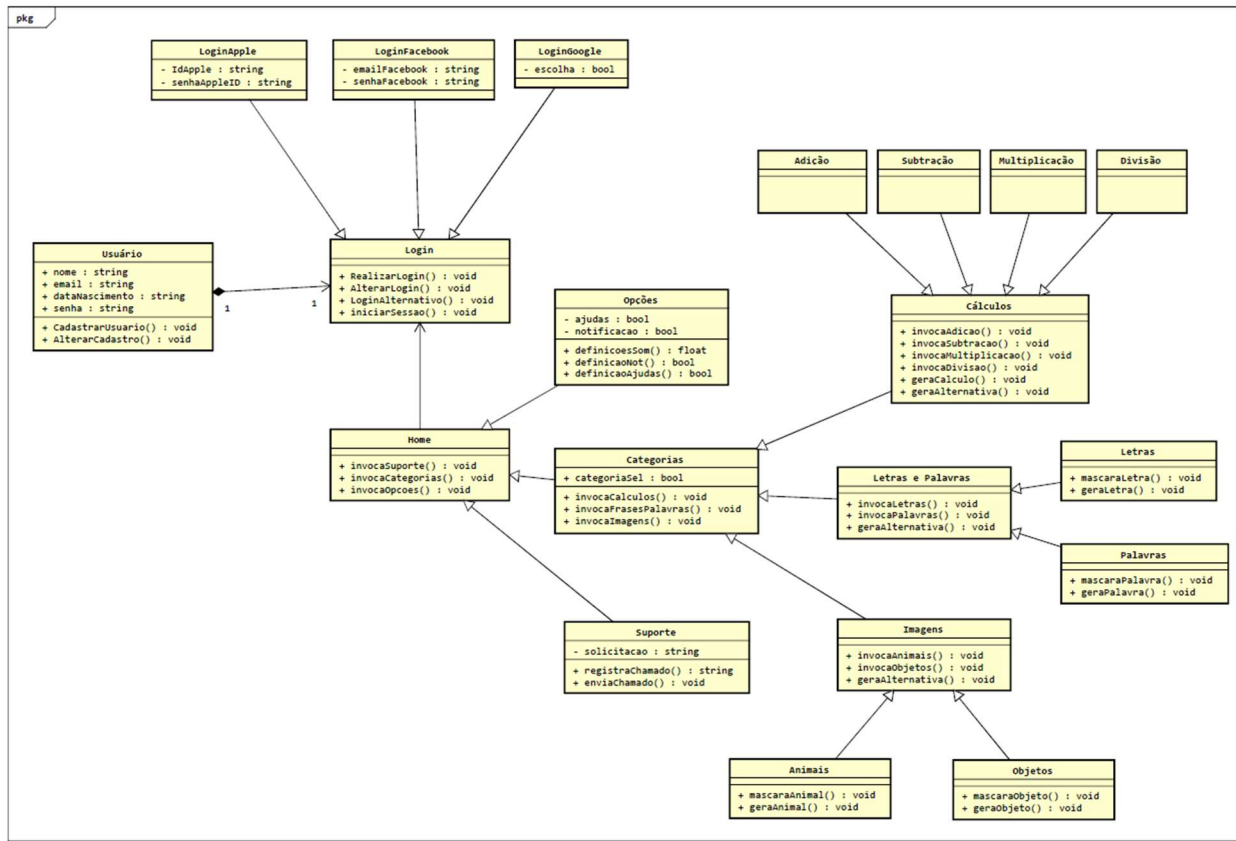 pkg
LoginApple
- IdApple : string
- senhaAppleID : string
LoginFacebook
- emailFacebook : string
- senhaFacebook : string
LoginGoogle
- escolha : bool
Adição
Subtração
Multiplicação
Divisão
Usuário
+ nome : string
+ email : string
+ dataNascimento : string
+ senha : string
+ CadastrarUsuario() : void
+ AlterarCadastro() : void
1
1
Login
+ RealizarLogin() : void
+ AlterarLogin() : void
+ LoginAlternativo() : void
+ iniciarSessao() : void
Opções
- ajudas : bool
- notificacao : bool
+ definicoesSom() : float
+ definicaoNot() : bool
+ definicaoAjudas() : bool
Cálculos
+ invocaAdicao() : void
+ invocaSubtracao() : void
+ invocaMultiplicacao() : void
+ invocaDivisao() : void
+ geraCalculo() : void
+ geraAlternativa() : void
Home
+ invocaSuporte() : void
+ invocaCategorias() : void
+ invocaOpcoes() : void
Categorias
+ categoriaSel : bool
+ invocaCalculos() : void
+ invocaFrasesPalavras() : void
+ invocaImagens() : void
Letras e Palavras
+ invocaLetras() : void
+ invocaPalavras() : void
+ geraAlternativa() : void
Letras
+ mascaraLetra() : void
+ geraLetra() : void
Palavras
+ mascaraPalavra() : void
+ geraPalavra() : void
Suporte
- solicitacao : string
+ registraChamado() : string
+ enviaChamado() : void
Imagens
+ invocaAnimais() : void
+ invocaObjetos() : void
+ geraAlternativa() : void
Animais
+ mascaraAnimal() : void
+ geraAnimal() : void
Objetos
+ mascaraObjeto() : void
+ geraObjeto() : void